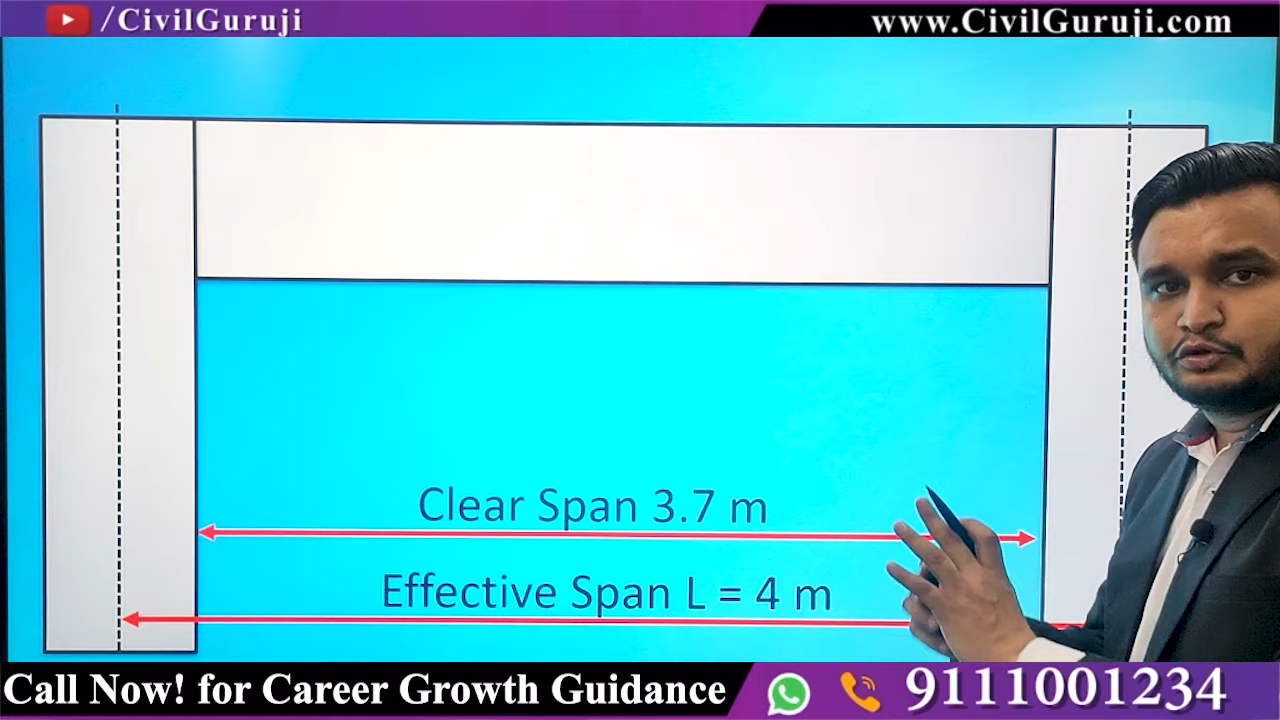 /CivilGuruji
www.CivilGuruji.com
Clear Span 3.7 m
Effective Span L = 4 m
Call Now! for Career Growth Guidance
9111001234